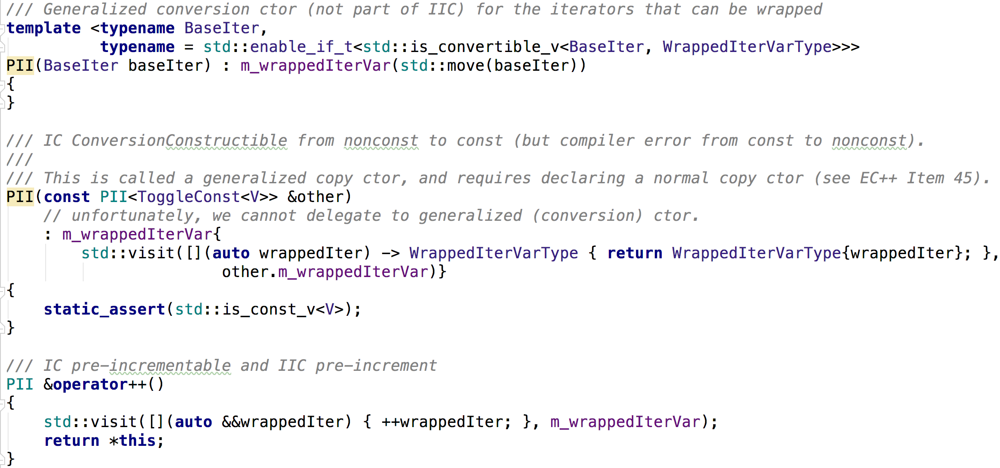 /// Generalized conversion ctor (not part of IIC) for the iterators that can be wrapped
template <typename BaseIter,
          typename = std::enable_if_t<std::is_convertible_v<BaseIter, WrappedIterVarType>>>
PII(BaseIter baseIter) : m_wrappedIterVar(std::move(baseIter))
{
}

/// IC ConversionConstructible from nonconst to const (but compiler error from const to nonconst).
///
/// This is called a generalized copy ctor, and requires declaring a normal copy ctor (see EC++ Item 45).
PII(const PII<ToggleConst<V>> &other)
    // unfortunately, we cannot delegate to generalized (conversion) ctor.
    : m_wrappedIterVar{
        std::visit([](auto wrappedIter) -> WrappedIterVarType { return WrappedIterVarType{wrappedIter}; },
                       other.m_wrappedIterVar)}
{
    static_assert(std::is_const_v<V>);
}

/// IC pre-incrementable and IIC pre-increment
PII &operator++()
{
    std::visit([](auto &&wrappedIter) { ++wrappedIter; }, m_wrappedIterVar);
    return *this;
}